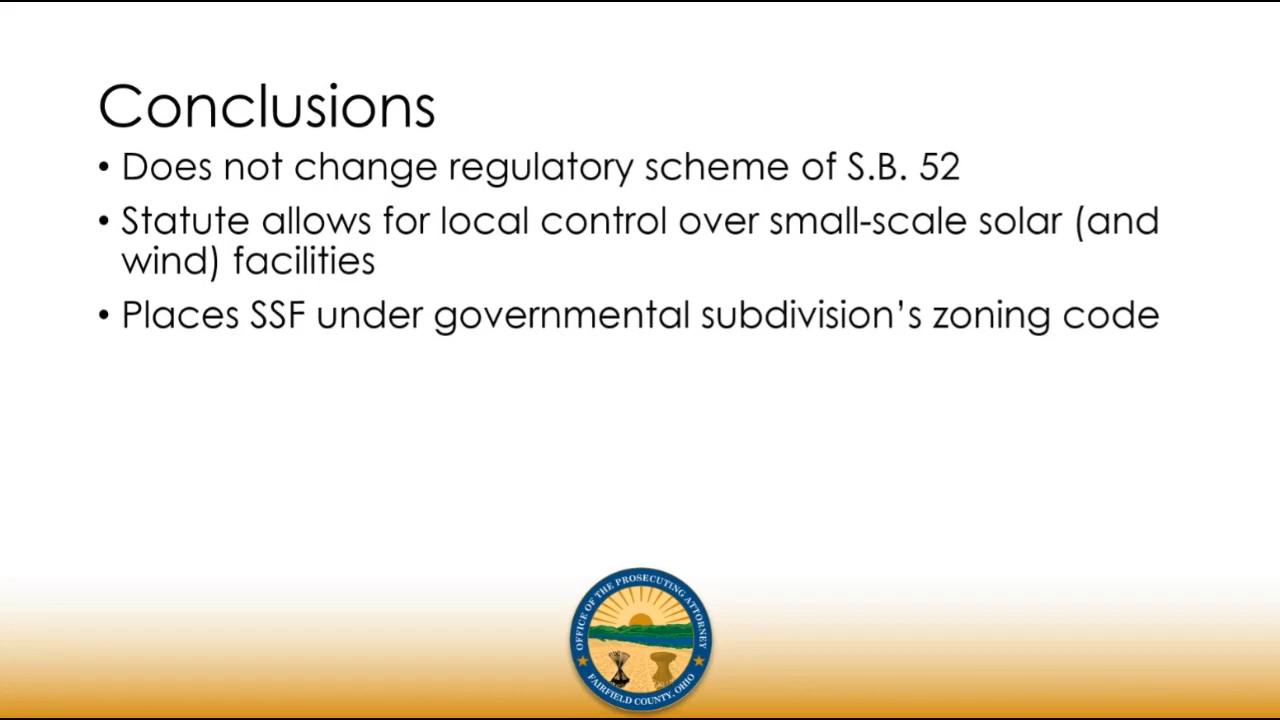 Conclusions
• Does not change regulatory scheme of S.B. 52
• Statute allows for local control over small-scale solar (and
wind) facilities
• Places SSF under governmental subdivision’s zoning code
OFFICE OF THE PROSECUTING ATTORNEY
FAIRFIELD COUNTY, OHIO